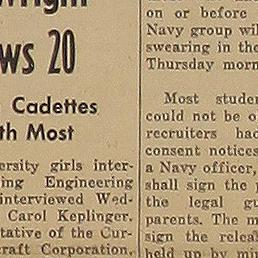 wright
ws 20
Cadettes
th Most
ersity girls inter-
ing Engineering
interviewed Wed-
Carol Keplinger,
tative of the Cur-
raft Corporation,
on or before
Navy group wil
swearing in the
Thursday morn
Most studen
could not be o
recruiters had
consent notices
a Navy officer,
shall sign the p
the legal gu
parents. The m
sign the relea
held up by mi